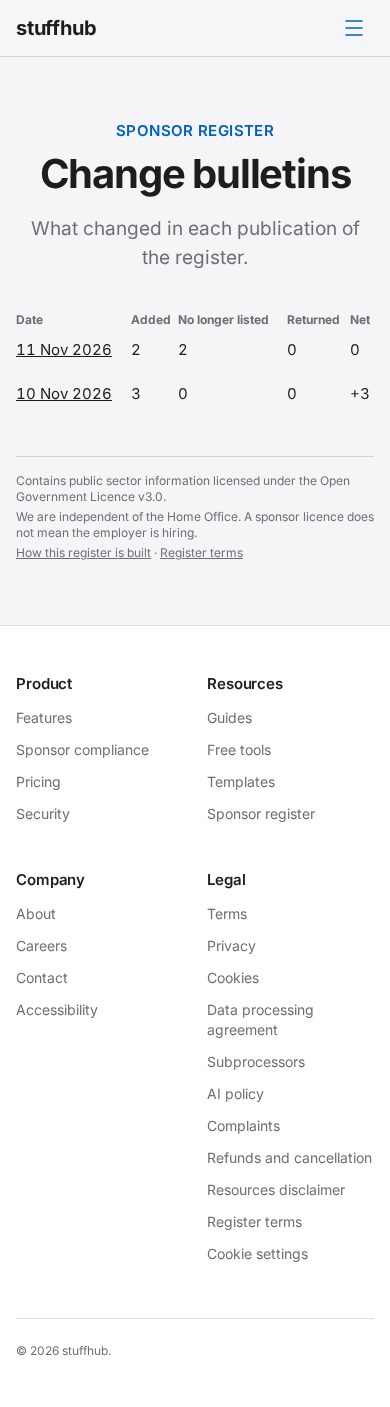 stuffhub
SPONSOR REGISTER
Change bulletins
What changed in each publication of
the register.
Date Added No longer listed Returned Net
11 Nov 2026 2 2 0 0
10 Nov 2026 3 0 0 +3
Contains public sector information licensed under the Open
Government Licence v3.0.
We are independent of the Home Office. A sponsor licence does
not mean the employer is hiring.
How this register is built · Register terms
Product
Features
Sponsor compliance
Pricing
Security
Resources
Guides
Free tools
Templates
Sponsor register
Company
About
Careers
Contact
Accessibility
Legal
Terms
Privacy
Cookies
Data processing
agreement
Subprocessors
AI policy
Complaints
Refunds and cancellation
Resources disclaimer
Register terms
Cookie settings
© 2026 stuffhub.